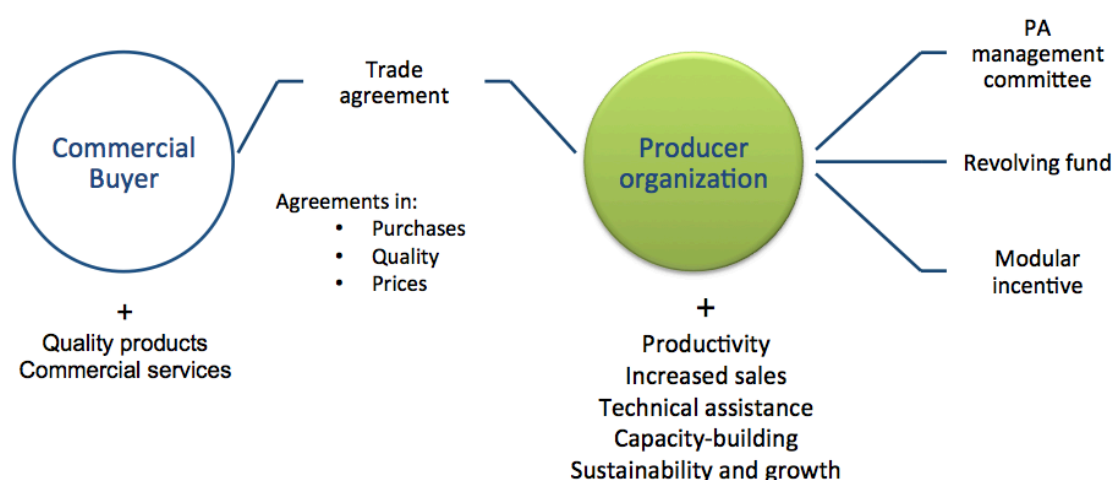 Commercial
Buyer
+
Quality products
Commercial services
Trade
agreement
Agreements in:
• Purchases
• Quality
• Prices
Producer
organization
+
Productivity
Increased sales
Technical assistance
Capacity-building
Sustainability and growth
PA
management
committee
Revolving fund
Modular
incentive